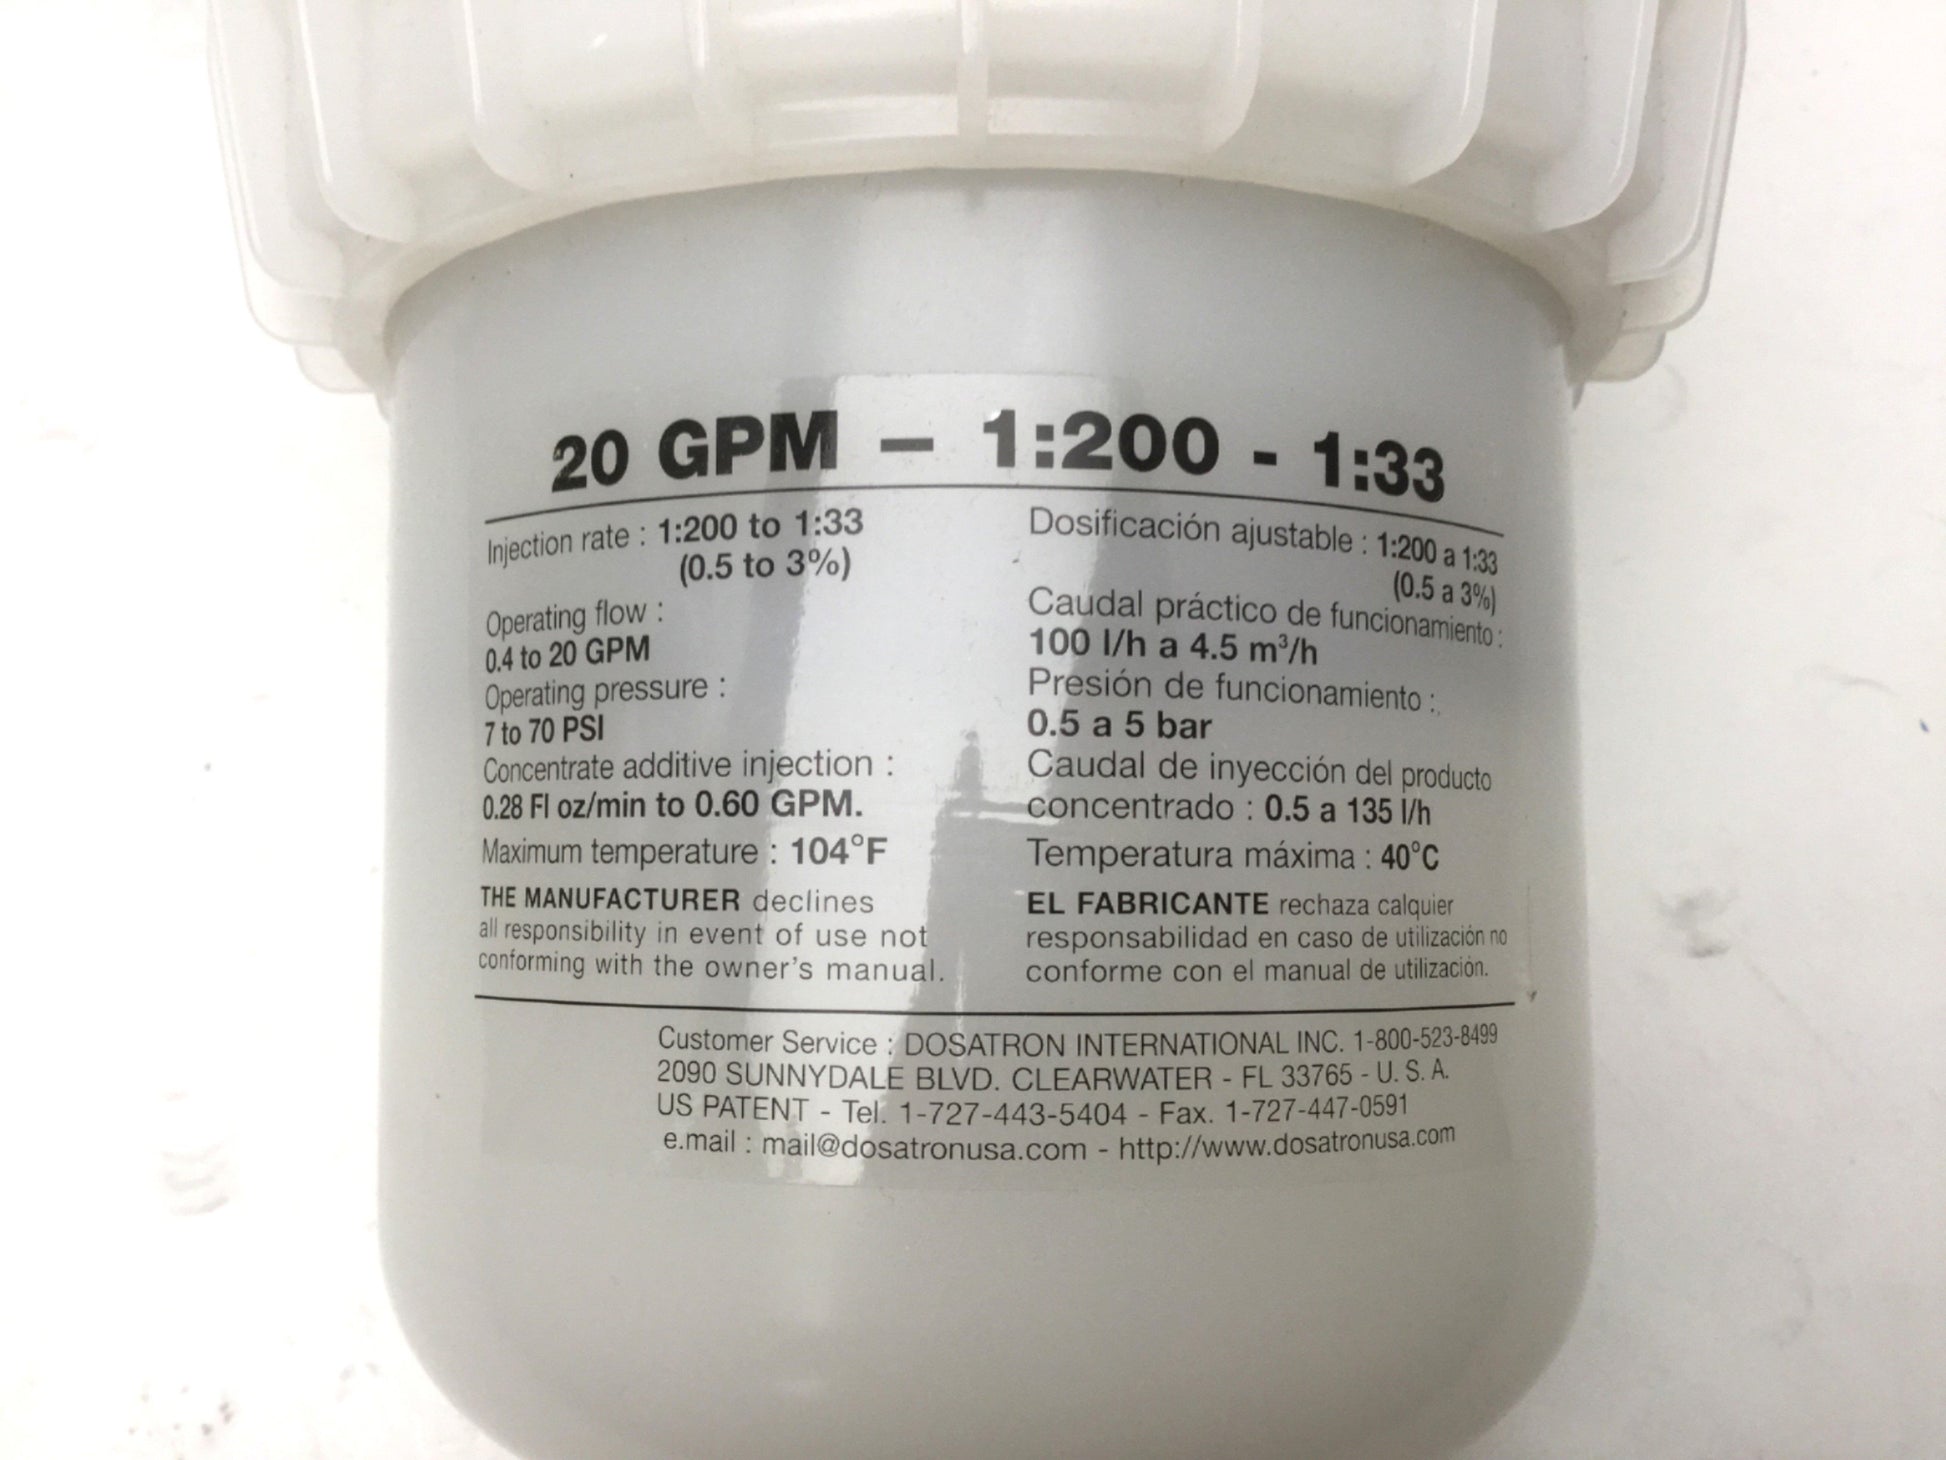 20 GPM – 1:200 - 1:33
Injection rate : 1:200 to 1:33
(0.5 to 3%)
Operating flow :
0.4 to 20 GPM
Operating pressure :
7 to 70 PSI
Concentrate additive injection :
0.28 Fl oz/min to 0.60 GPM.
Maximum temperature : 104°F
THE MANUFACTURER declines
all responsibility in event of use not
conforming with the owner's manual.
Dosificación ajustable : 1:200 a 1:33
(0.5 a 3%)
Caudal práctico de funcionamiento :
100 l/h a 4.5 m³/h
Presión de funcionamiento :
0.5 a 5 bar
Caudal de inyección del producto
concentrado : 0.5 a 135 l/h
Temperatura máxima : 40°C
EL FABRICANTE rechaza calquier
responsabilidad en caso de utilización no
conforme con el manual de utilización.
Customer Service : DOSATRON INTERNATIONAL INC. 1-800-523-8499
2090 SUNNYDALE BLVD. CLEARWATER - FL 33765 - U. S. A.
US PATENT - Tel. 1-727-443-5404 - Fax. 1-727-447-0591
e.mail : mail@dosatronusa.com - http://www.dosatronusa.com